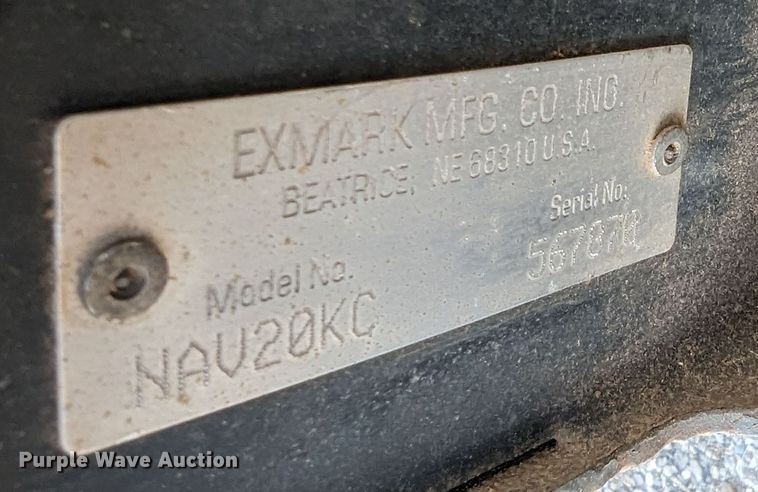 EXMARK MFG. CO. INC.
BEATRICE, NE 68310 U.S.A.
Model No.
Serial No:
NAV20KC
Purple Wave Auction